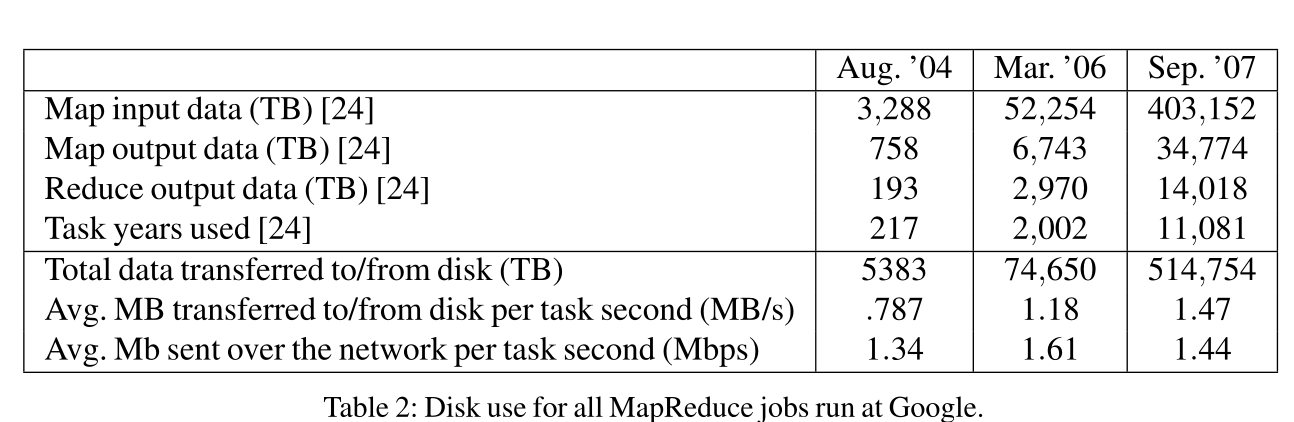 Aug. ’04 Mar. ’06 Sep. ’07
Map input data (TB) [24] 3,288 52,254 403,152
Map output data (TB) [24] 758 6,743 34,774
Reduce output data (TB) [24] 193 2,970 14,018
Task years used [24] 217 2,002 11,081
Total data transferred to/from disk (TB) 5383 74,650 514,754
Avg. MB transferred to/from disk per task second (MB/s) .787 1.18 1.47
Avg. Mb sent over the network per task second (Mbps) 1.34 1.61 1.44
Table 2: Disk use for all MapReduce jobs run at Google.